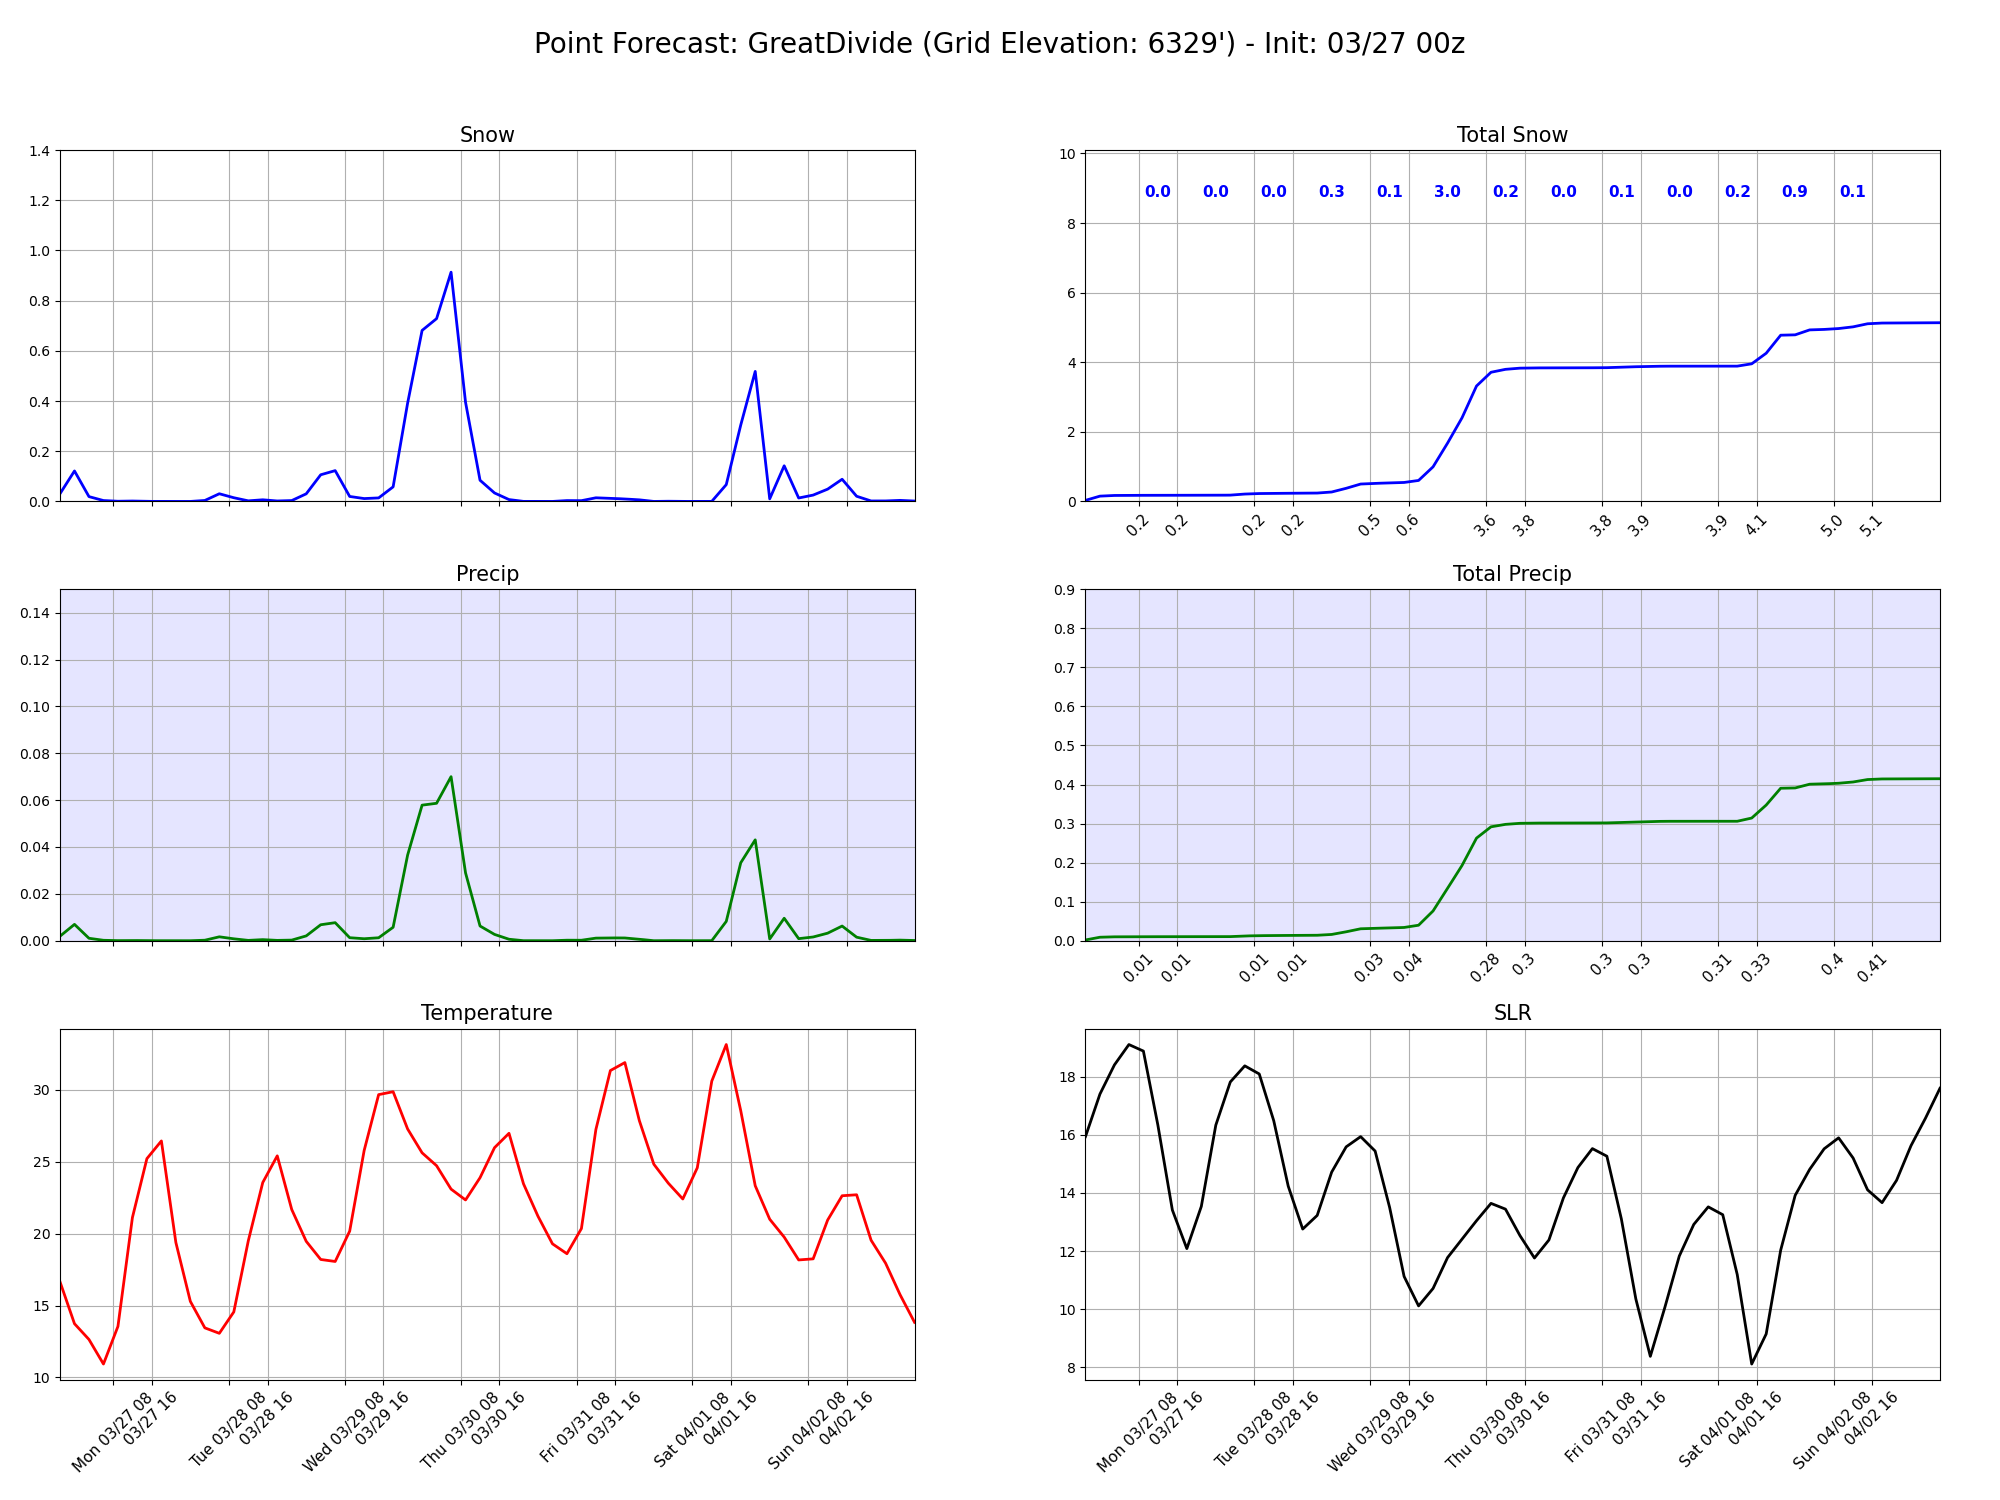 Point Forecast: GreatDivide (Grid Elevation: 6329') - Init: 03/27 00z
Snow
1.4
1.2
1.0
0.8
0.6
0.4
0.2
0.0
Total Snow
10
8
6
4
2
0
0.0 0.0 0.0 0.3 0.1 3.0 0.2 0.0 0.1 0.0 0.2 0.9 0.1
0.2 0.2 0.2 0.2 0.5 0.6 3.6 3.8 3.8 3.9 3.9 4.1 5.0 5.1
Precip
0.14
0.12
0.10
0.08
0.06
0.04
0.02
0.00
Total Precip
0.9
0.8
0.7
0.6
0.5
0.4
0.3
0.2
0.1
0.0
0.01 0.01 0.01 0.01 0.03 0.04 0.28 0.3 0.3 0.3 0.31 0.33 0.4 0.41
Temperature
30
25
20
15
10
Mon 03/27 08
03/27 16
Tue 03/28 08
03/28 16
Wed 03/29 08
03/29 16
Thu 03/30 08
03/30 16
Fri 03/31 08
03/31 16
Sat 04/01 08
04/01 16
Sun 04/02 08
04/02 16
SLR
18
16
14
12
10
8
Mon 03/27 08
03/27 16
Tue 03/28 08
03/28 16
Wed 03/29 08
03/29 16
Thu 03/30 08
03/30 16
Fri 03/31 08
03/31 16
Sat 04/01 08
04/01 16
Sun 04/02 08
04/02 16